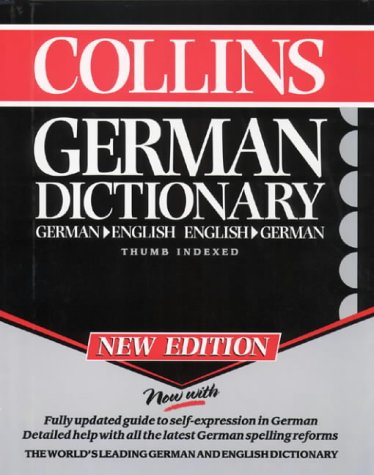 COLLINS
GERMAN
DICTIONARY
GERMAN▶ENGLISH ENGLISH▶GERMAN
THUMB INDEXED
NEW EDITION
Now with
Fully updated guide to self-expression in German
Detailed help with all the latest German spelling reforms
THE WORLD'S LEADING GERMAN AND ENGLISH DICTIONARY